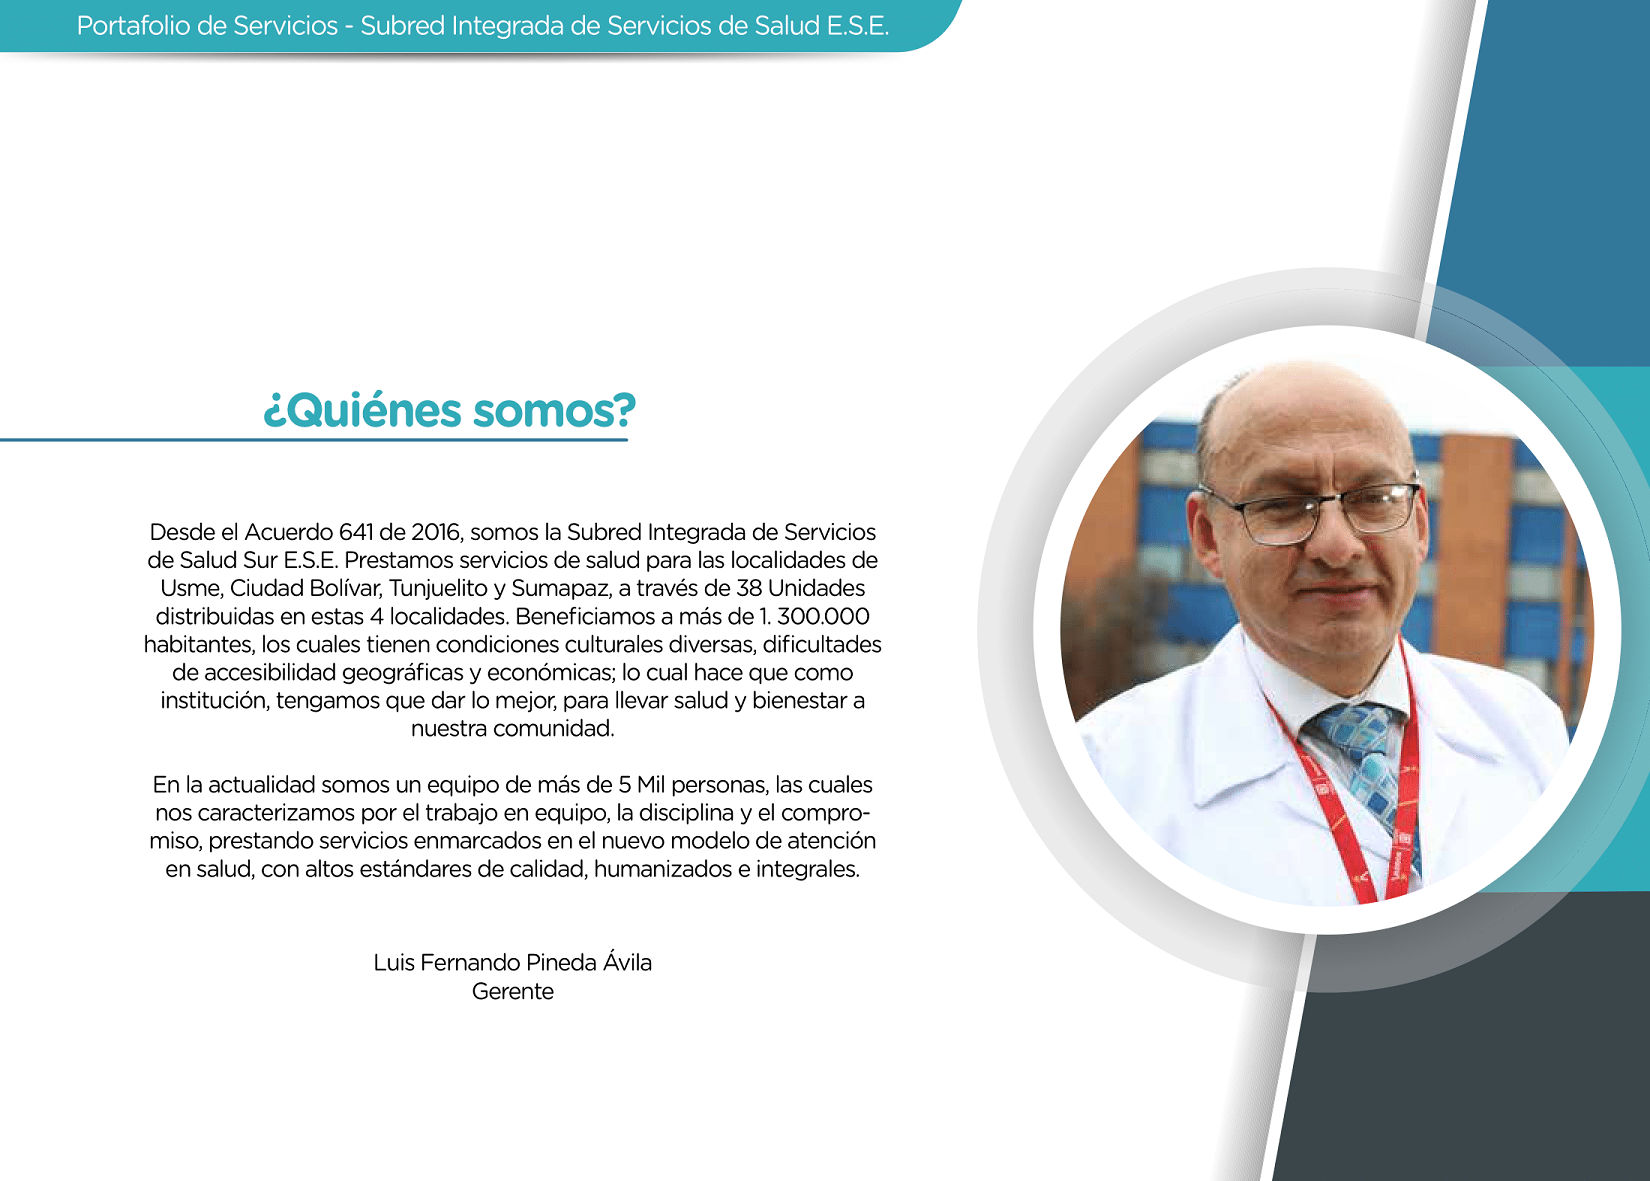 Portafolio de Servicios - Subred Integrada de Servicios de Salud E.S.E.
¿Quiénes somos?
Desde el Acuerdo 641 de 2016, somos la Subred Integrada de Servicios
de Salud Sur E.S.E. Prestamos servicios de salud para las localidades de
Usme, Ciudad Bolívar, Tunjuelito y Sumapaz, a través de 38 Unidades
distribuidas en estas 4 localidades. Beneficiamos a más de 1. 300.000
habitantes, los cuales tienen condiciones culturales diversas, dificultades
de accesibilidad geográficas y económicas; lo cual hace que como
institución, tengamos que dar lo mejor, para llevar salud y bienestar a
nuestra comunidad.
En la actualidad somos un equipo de más de 5 Mil personas, las cuales
nos caracterizamos por el trabajo en equipo, la disciplina y el compro-
miso, prestando servicios enmarcados en el nuevo modelo de atención
en salud, con altos estándares de calidad, humanizados e integrales.
Luis Fernando Pineda Ávila
Gerente